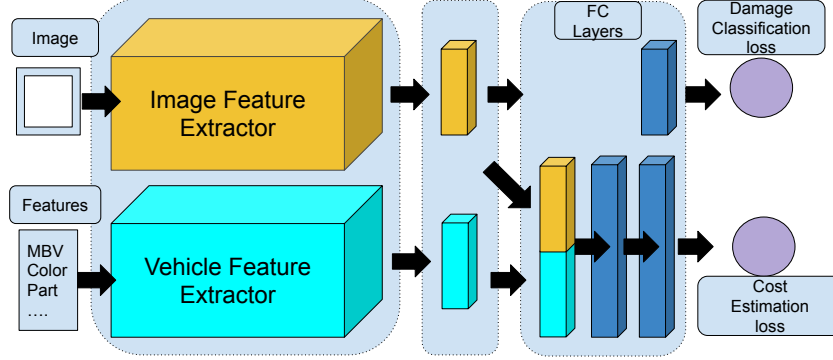 Image
Image Feature
Extractor
FC
Layers
Damage
Classification
loss
Features
MBV
Color
Part
....
Vehicle Feature
Extractor
Cost
Estimation
loss